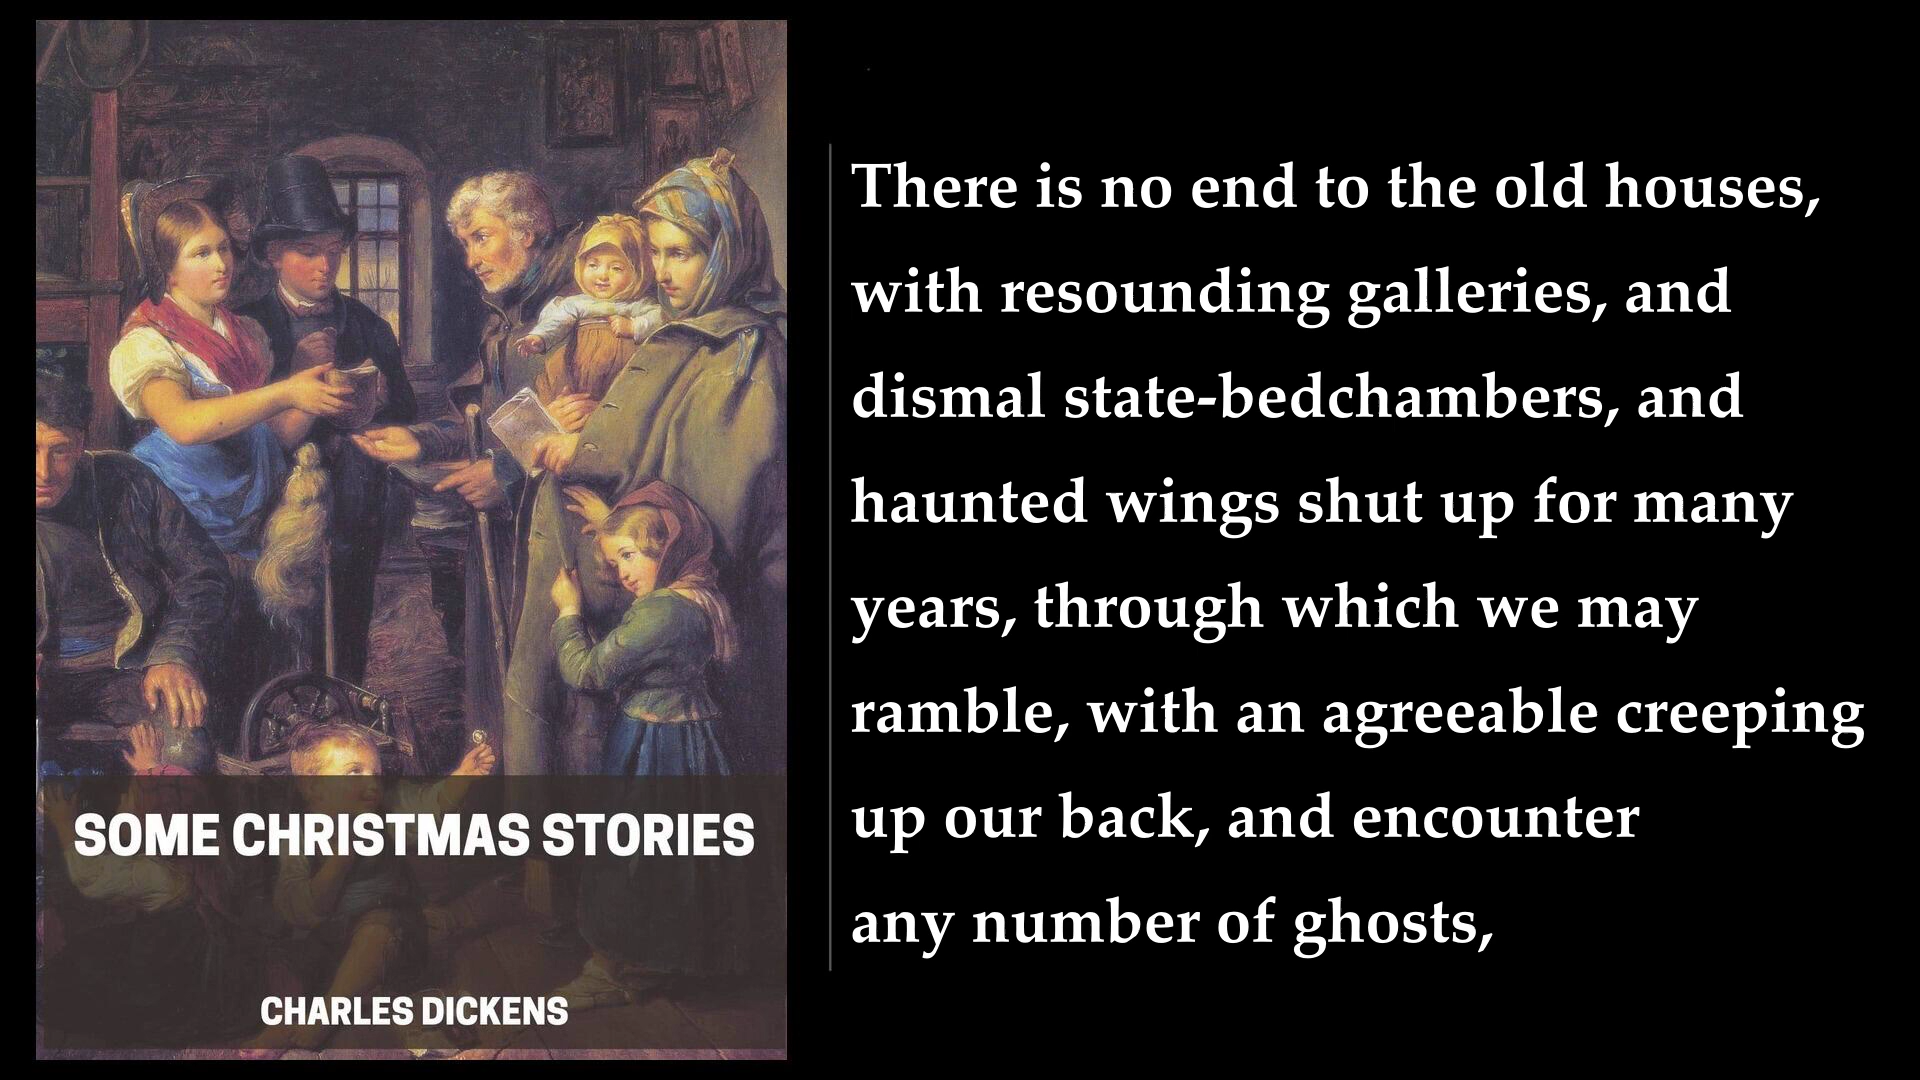 SOME CHRISTMAS STORIES
CHARLES DICKENS
There is no end to the old houses,
with resounding galleries, and
dismal state-bedchambers, and
haunted wings shut up for many
years, through which we may
ramble, with an agreeable creeping
up our back, and encounter
any number of ghosts,